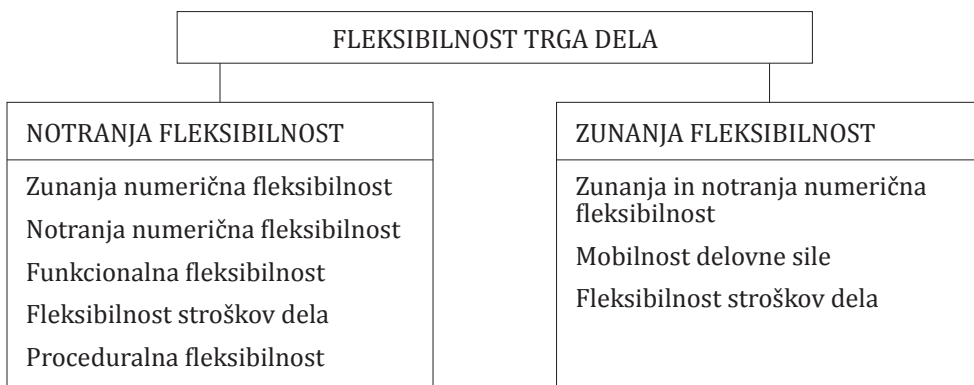 FLEKSIBILNOST TRGA DELA
NOTRANJA FLEKSIBILNOST
Zunanja numerična fleksibilnost
Notranja numerična fleksibilnost
Funkcionalna fleksibilnost
Fleksibilnost stroškov dela
Proceduralna fleksibilnost
ZUNANJA FLEKSIBILNOST
Zunanja in notranja numerična
fleksibilnost
Mobilnost delovne sile
Fleksibilnost stroškov dela